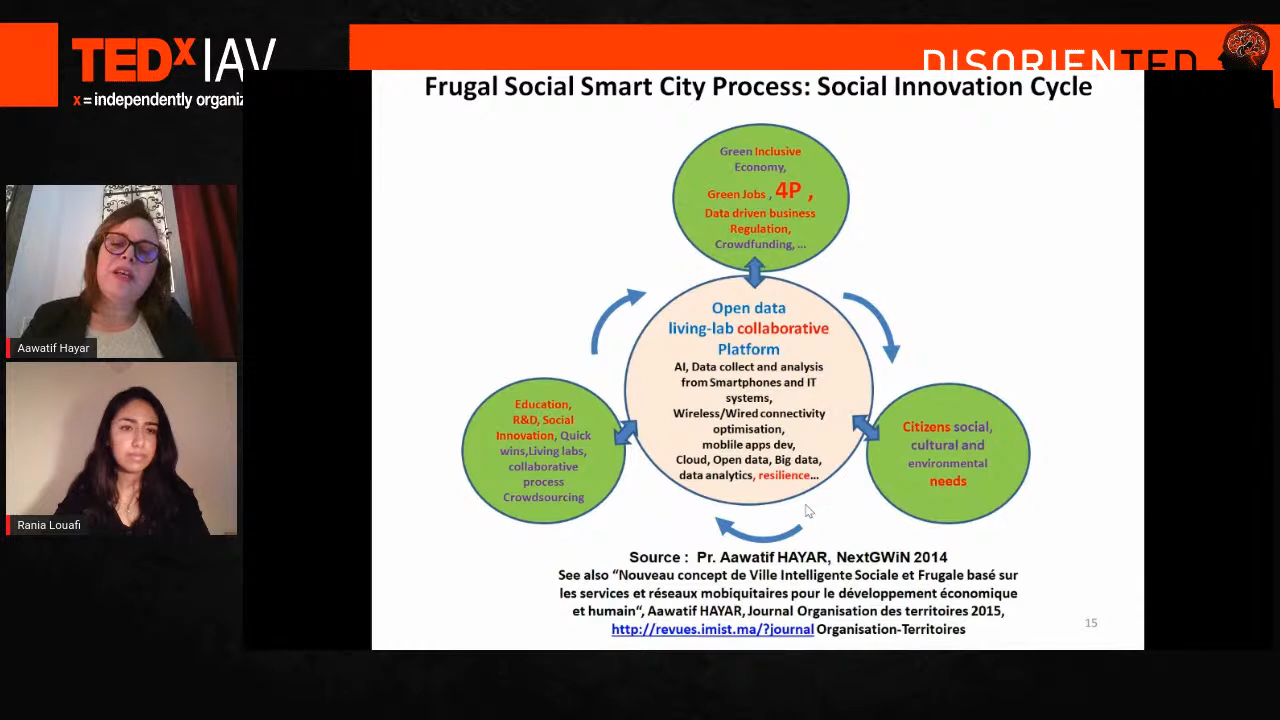 TEDx IAV
x = independently organiz
DISORIENTED
Frugal Social Smart City Process: Social Innovation Cycle
Green Inclusive
Economy,
Green Jobs , 4P ,
Data driven business
Regulation,
Crowdfunding, ...
Open data
living-lab collaborative
Platform
AI, Data collect and analysis
from Smartphones and IT
systems,
Wireless/Wired connectivity
optimisation,
moblile apps dev,
Cloud, Open data, Big data,
data analytics, resilience...
Education,
R&D, Social
Innovation, Quick
wins,Living labs,
collaborative
process
Crowdsourcing
Citizens social,
cultural and
environmental
needs
Source : Pr. Aawatif HAYAR, NextGWiN 2014
See also "Nouveau concept de Ville Intelligente Sociale et Frugale basé sur
les services et réseaux mobiquitaires pour le développement économique
et humain", Aawatif HAYAR, Journal Organisation des territoires 2015,
http://revues.imist.ma/?journal Organisation-Territoires
15
Aawatif Hayar
Rania Louafi